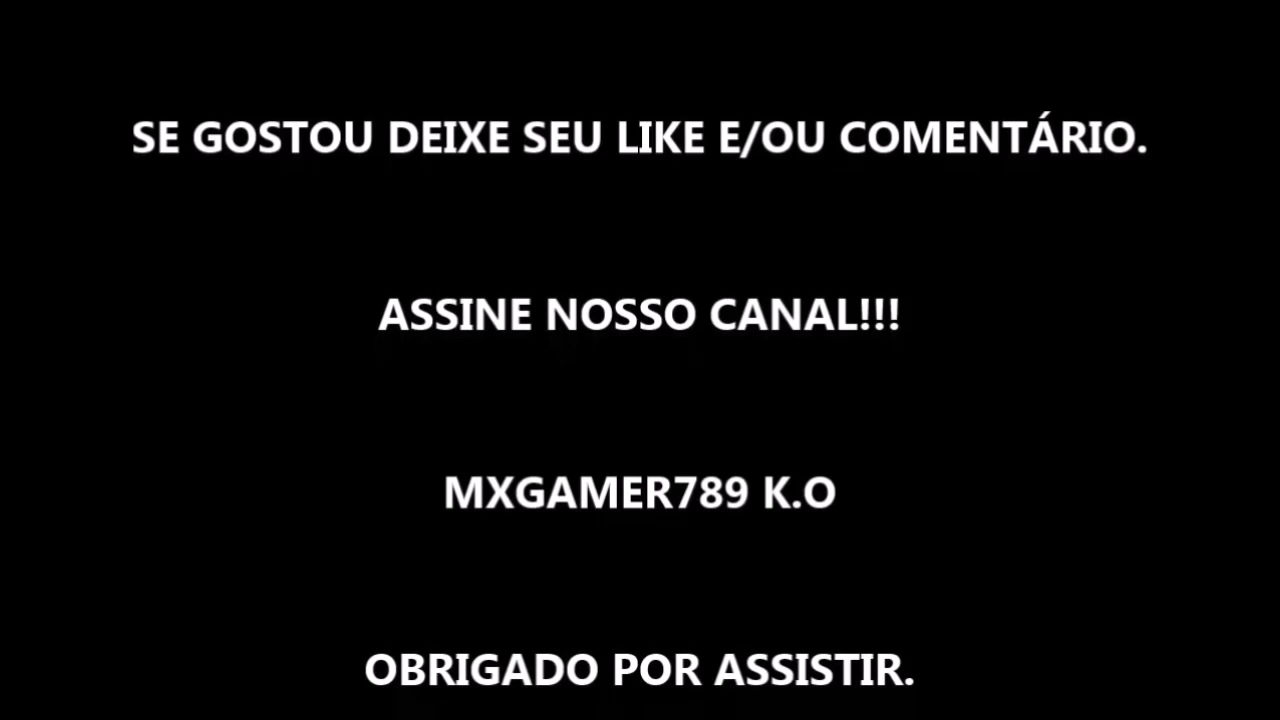 SE GOSTOU DEIXE SEU LIKE E/OU COMENTÁRIO.
ASSINE NOSSO CANAL!!!
MXGAMER789 K.O
OBRIGADO POR ASSISTIR.